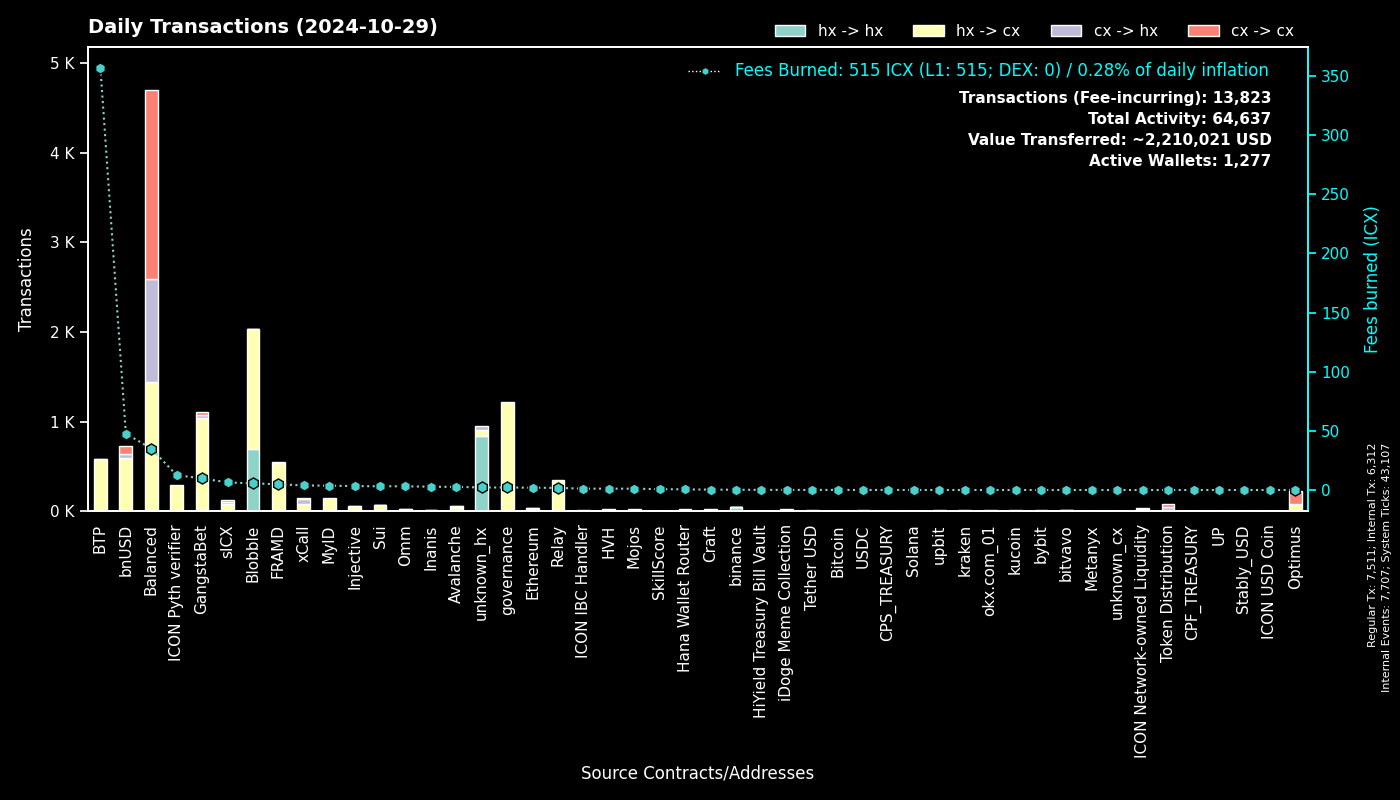 Daily Transactions (2024-10-29)
hx -> hx
hx -> cx
cx -> hx
cx -> cx
Fees Burned: 515 ICX (L1: 515; DEX: 0) / 0.28% of daily inflation
Transactions (Fee-incurring): 13,823
Total Activity: 64,637
Value Transferred: ~2,210,021 USD
Active Wallets: 1,277
Transactions
5 K
4 K
3 K
2 K
1 K
0 K
350
300
250
200
150
100
50
0
Fees burned (ICX)
Regular Tx: 7,511; Internal Tx: 6,312
Internal Events: 7,707; System Ticks: 43,107
BTP
bnUSD
Balanced
ICON Pyth verifier
GangstaBet
sICX
Blobble
FRAMD
xCall
MyID
Injective
Sui
Omm
Inanis
Avalanche
unknown_hx
governance
Ethereum
Relay
ICON IBC Handler
HVH
Mojos
SkillScore
Hana Wallet Router
Craft
binance
HiYield Treasury Bill Vault
iDoge Meme Collection
Tether USD
Bitcoin
USDC
CPS_TREASURY
Solana
upbit
kraken
okx.com_01
kucoin
bybit
bitvavo
Metanyx
unknown_cx
ICON Network-owned Liquidity
Token Distribution
CPF_TREASURY
UP
Stably_USD
ICON USD Coin
Optimus
Source Contracts/Addresses